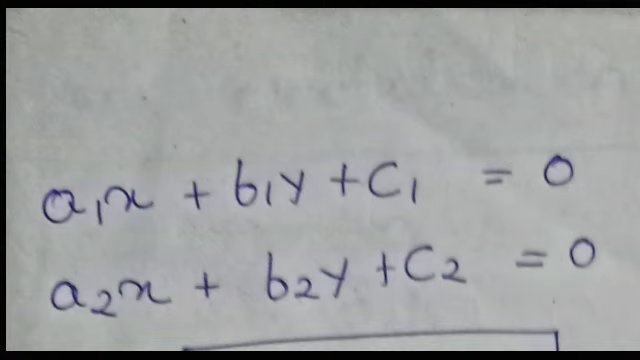 a₁x + b₁y + c₁ = 0
a₂x + b₂y + c₂ = 0